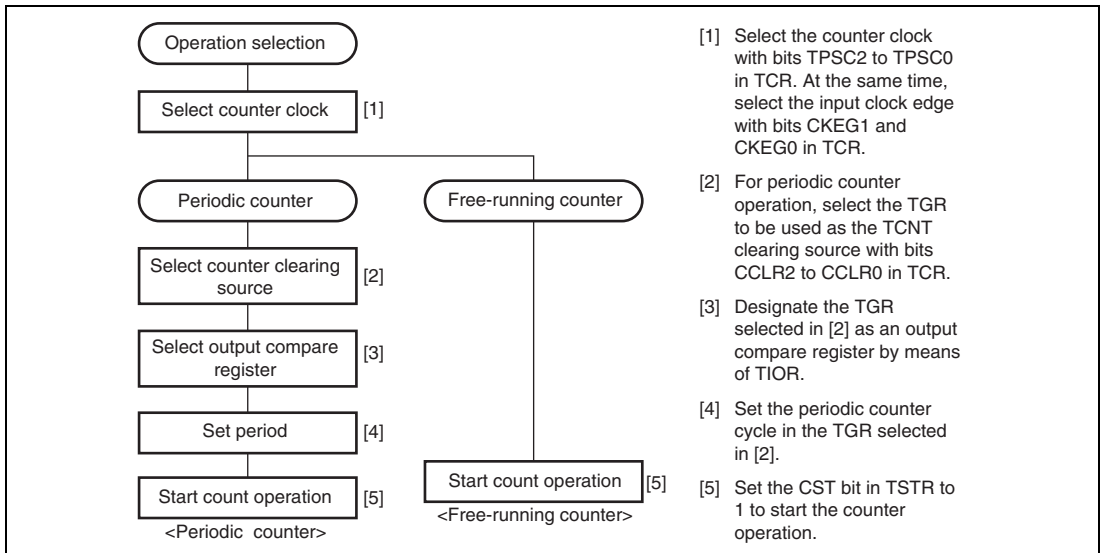 Operation selection
Select counter clock
[1]
Periodic counter
Free-running counter
Select counter clearing
source
[2]
Select output compare
register
[3]
Set period
[4]
Start count operation
[5]
<Periodic counter>
Start count operation
[5]
<Free-running counter>
[1] Select the counter clock
with bits TPSC2 to TPSC0
in TCR. At the same time,
select the input clock edge
with bits CKEG1 and
CKEG0 in TCR.
[2] For periodic counter
operation, select the TGR
to be used as the TCNT
clearing source with bits
CCLR2 to CCLR0 in TCR.
[3] Designate the TGR
selected in [2] as an output
compare register by means
of TIOR.
[4] Set the periodic counter
cycle in the TGR selected
in [2].
[5] Set the CST bit in TSTR to
1 to start the counter
operation.